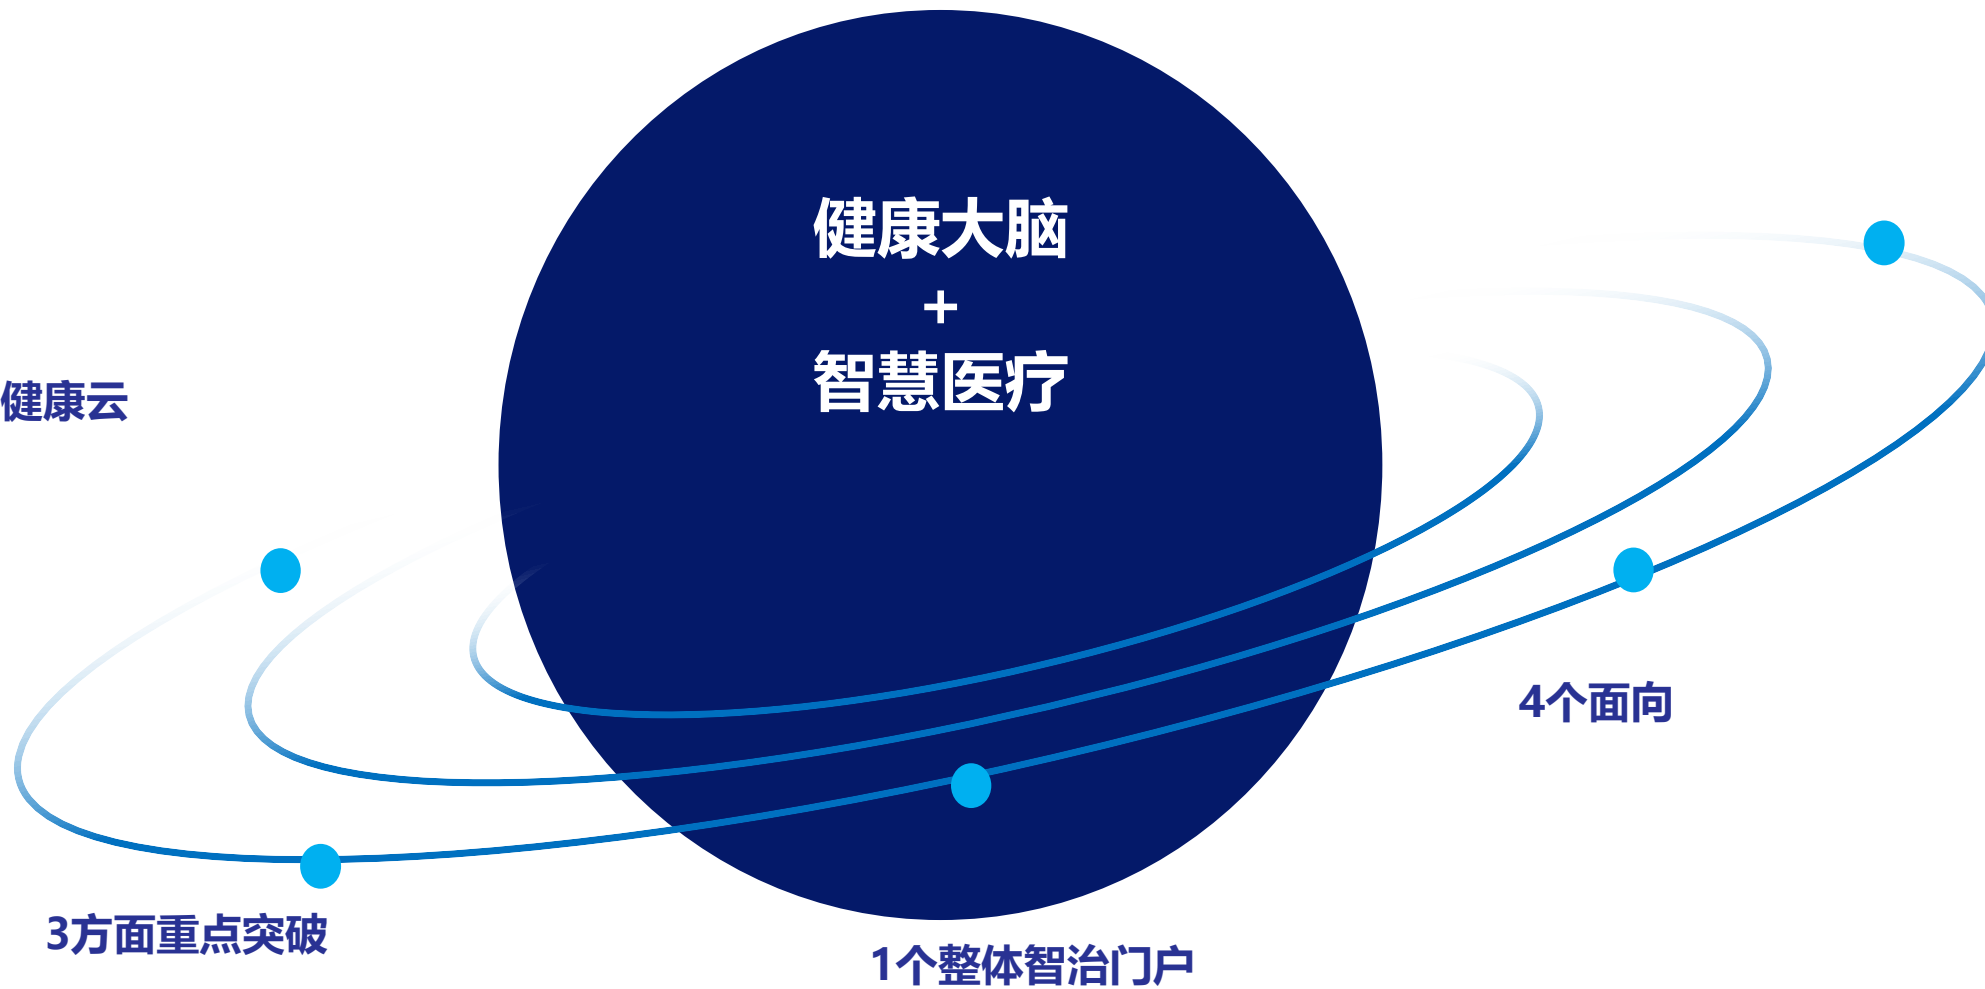 健康大脑
+
智慧医疗
健康云
4个面向
3方面重点突破
1个整体智治门户